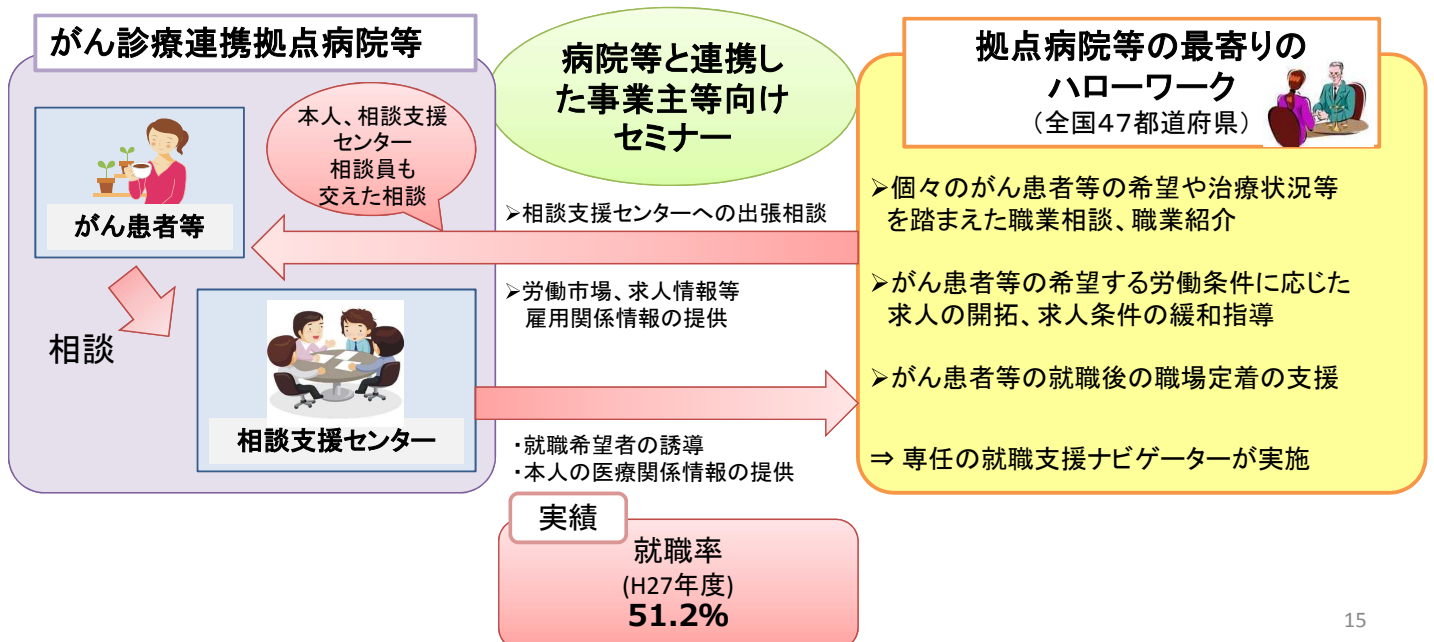 がん診療連携拠点病院等
がん患者等
相談
相談支援センター
本人、相談支援
センター
相談員も
交えた相談
病院等と連携し
た事業主等向け
セミナー
➢相談支援センターへの出張相談
➢労働市場、求人情報等
雇用関係情報の提供
・就職希望者の誘導
・本人の医療関係情報の提供
拠点病院等の最寄りの
ハローワーク
（全国47都道府県）
➢個々のがん患者等の希望や治療状況等
を踏まえた職業相談、職業紹介
➢がん患者等の希望する労働条件に応じた
求人の開拓、求人条件の緩和指導
➢がん患者等の就職後の職場定着の支援
⇒ 専任の就職支援ナビゲーターが実施
実績
就職率
(H27年度)
51.2%
15